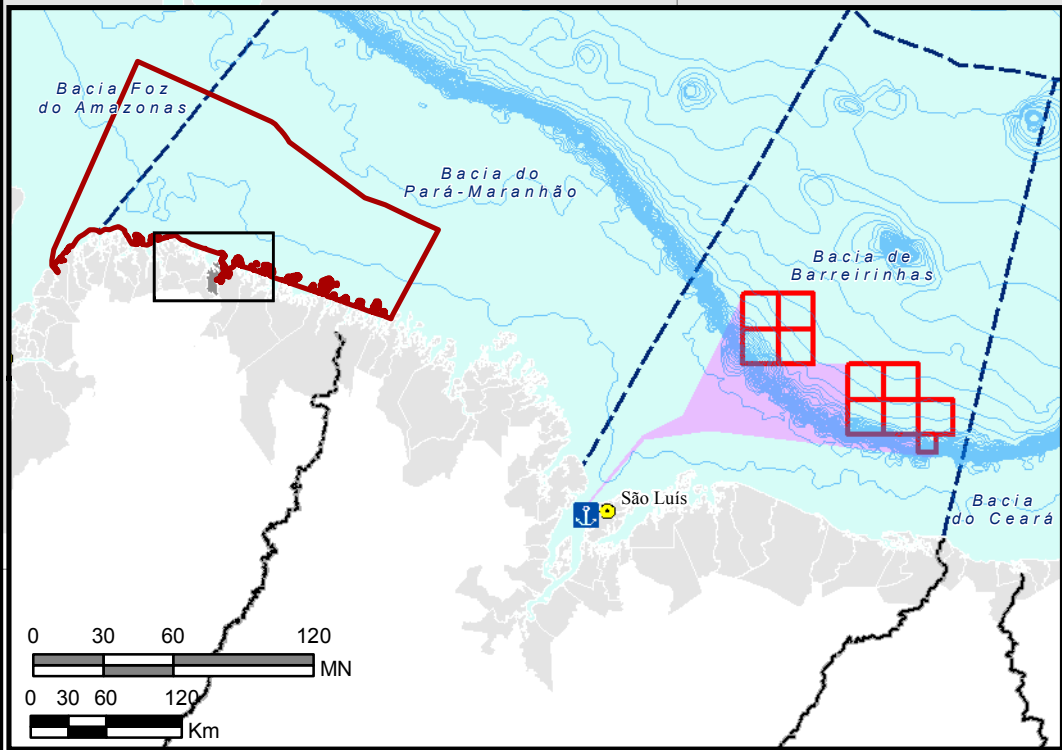 Bacia Foz
do Amazonas
Bacia do
Pará-Maranhão
Bacia de
Barreirinhas
São Luís
Bacia
do Ceará
0 30 60 120
MN
0 30 60 120
Km